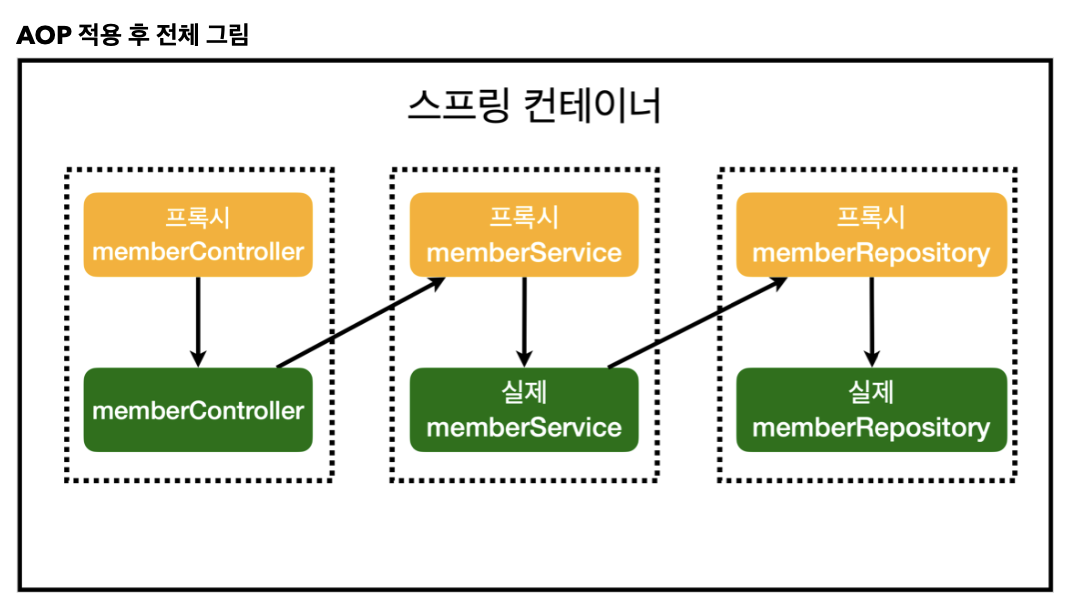 AOP 적용 후 전체 그림
스프링 컨테이너
프록시
memberController
프록시
memberService
프록시
memberRepository
memberController
실제
memberService
실제
memberRepository